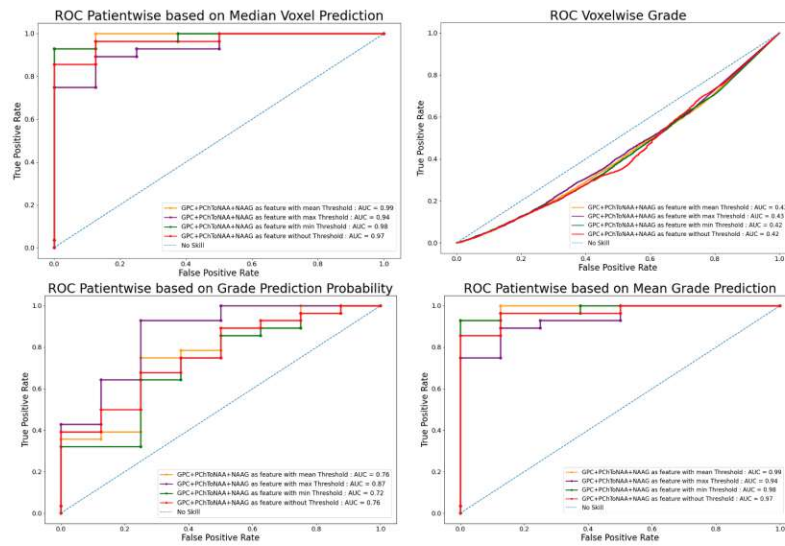 ROC Patientwise based on Median Voxel Prediction
1.0
0.8
0.6
0.4
0.2
0.0
True Positive Rate
GPC+PChToNAA+NAAG as feature with mean Threshold : AUC = 0.99
GPC+PChToNAA+NAAG as feature with max Threshold : AUC = 0.94
GPC+PChToNAA+NAAG as feature with min Threshold : AUC = 0.98
GPC+PChToNAA+NAAG as feature without Threshold : AUC = 0.97
No Skill
0.0 0.2 0.4 0.6 0.8 1.0
False Positive Rate
ROC Voxelwise Grade
1.0
0.8
0.6
0.4
0.2
0.0
True Positive Rate
GPC+PChToNAA+NAAG as feature with mean Threshold : AUC =
GPC+PChToNAA+NAAG as feature with max Threshold : AUC = 0.43
GPC+PChToNAA+NAAG as feature with min Threshold : AUC = 0.42
GPC+PChToNAA+NAAG as feature without Threshold : AUC = 0.42
No Skill
0.0 0.2 0.4 0.6 0.8 1.0
False Positive Rate
ROC Patientwise based on Grade Prediction Probability
1.0
0.8
0.6
0.4
0.2
0.0
True Positive Rate
GPC+PChToNAA+NAAG as feature with mean Threshold : AUC = 0.76
GPC+PChToNAA+NAAG as feature with max Threshold : AUC = 0.87
GPC+PChToNAA+NAAG as feature with min Threshold : AUC = 0.72
GPC+PChToNAA+NAAG as feature without Threshold : AUC = 0.76
No Skill
0.0 0.2 0.4 0.6 0.8 1.0
False Positive Rate
ROC Patientwise based on Mean Grade Prediction
1.0
0.8
0.6
0.4
0.2
0.0
True Positive Rate
GPC+PChToNAA+NAAG as feature with mean Threshold : AUC = 0.99
GPC+PChToNAA+NAAG as feature with max Threshold : AUC = 0.94
GPC+PChToNAA+NAAG as feature with min Threshold : AUC = 0.98
GPC+PChToNAA+NAAG as feature without Threshold : AUC = 0.97
No Skill
0.0 0.2 0.4 0.6 0.8 1.0
False Positive Rate